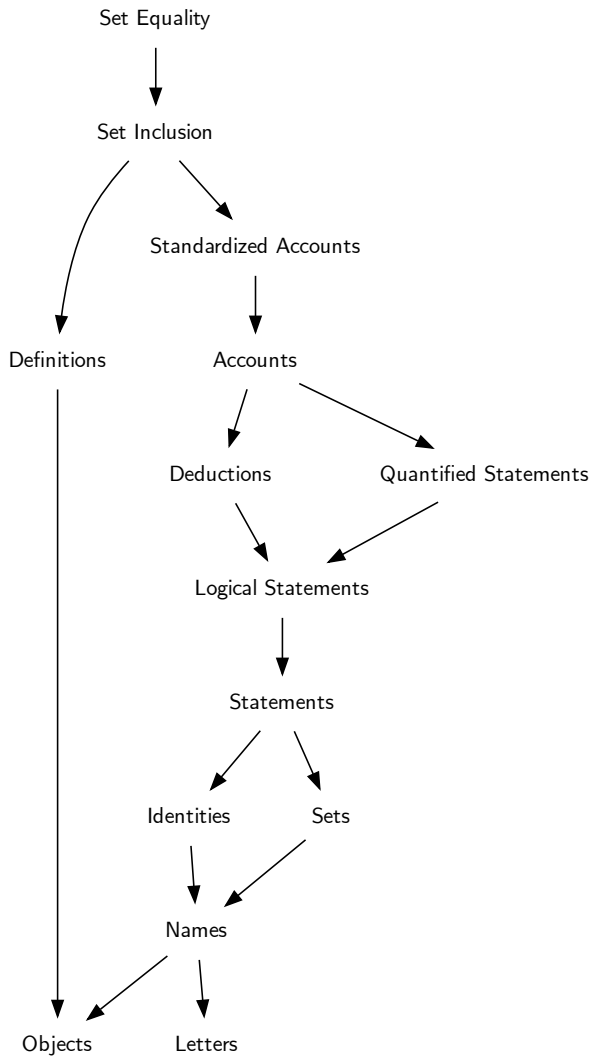 Set Equality
Set Inclusion
Standardized Accounts
Definitions
Accounts
Deductions
Quantified Statements
Logical Statements
Statements
Identities
Sets
Names
Objects
Letters